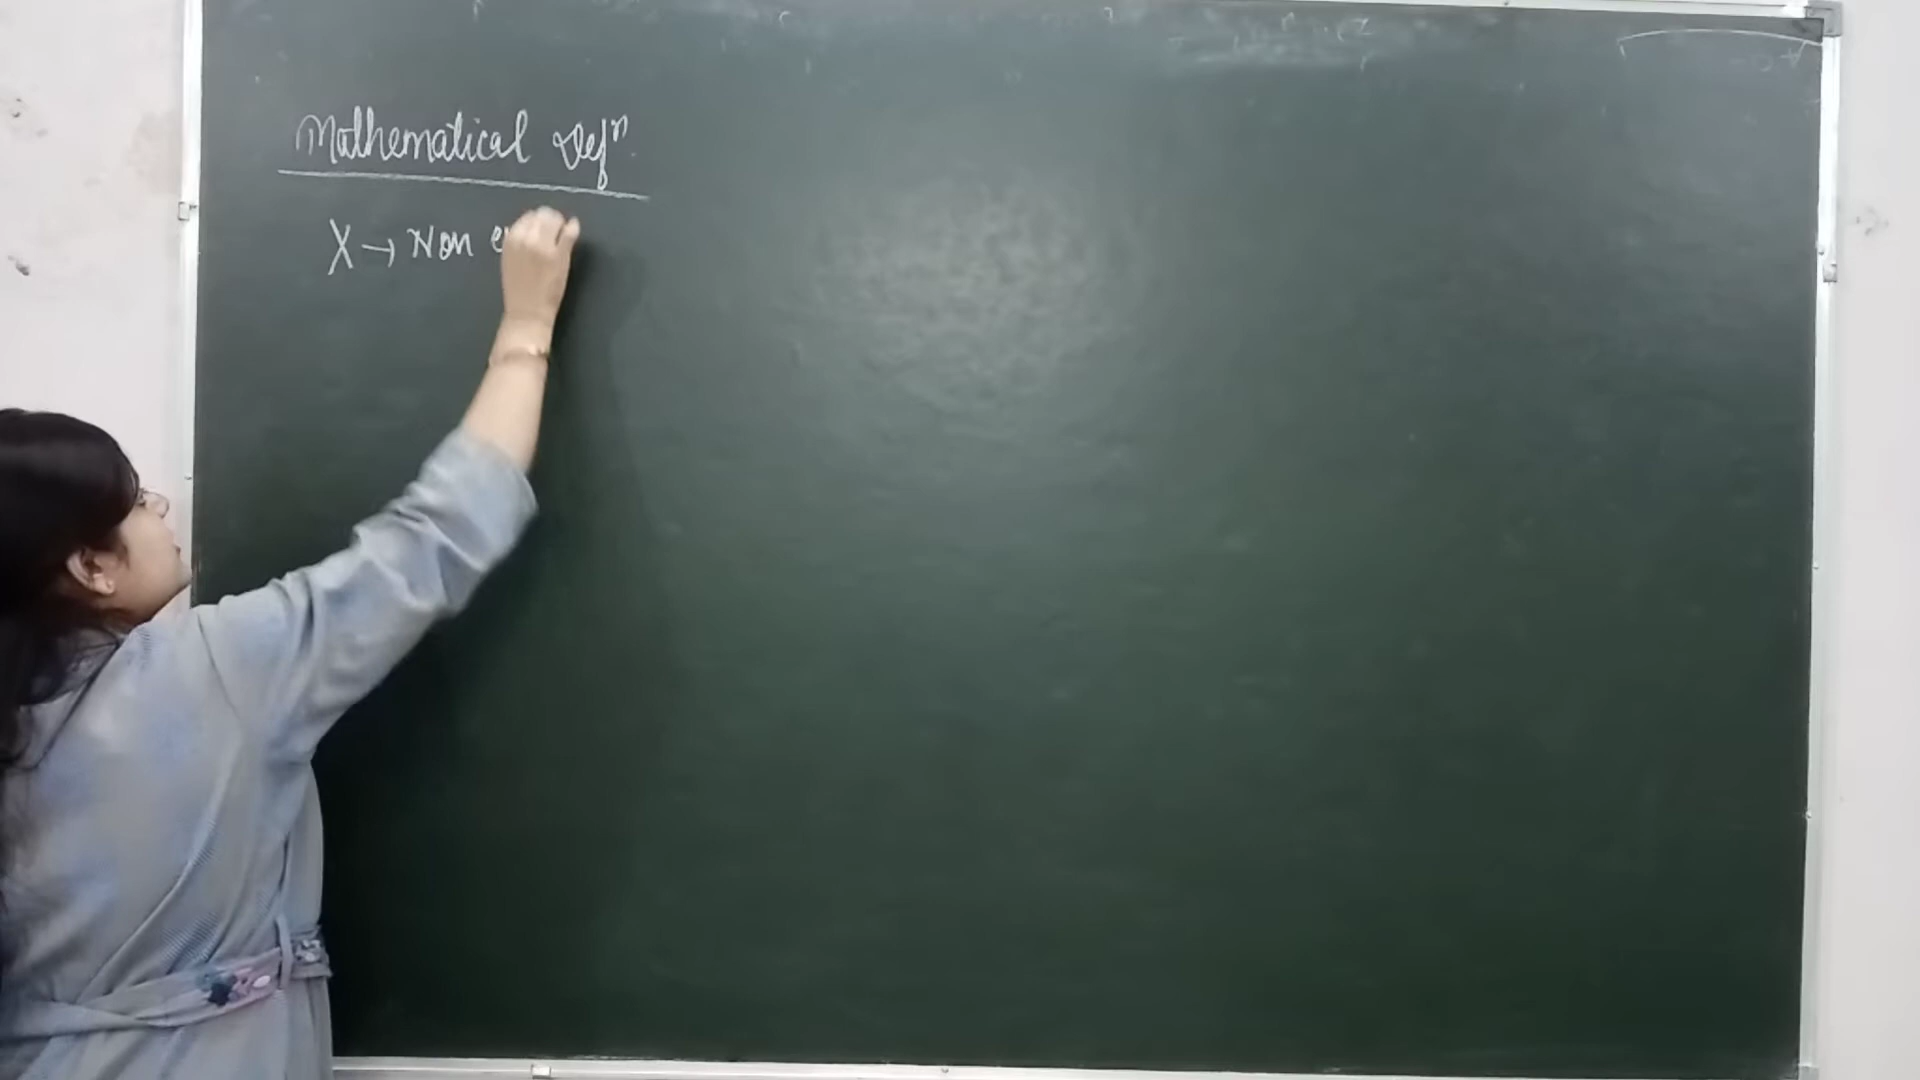 Mathematical Defⁿ.
X → Non